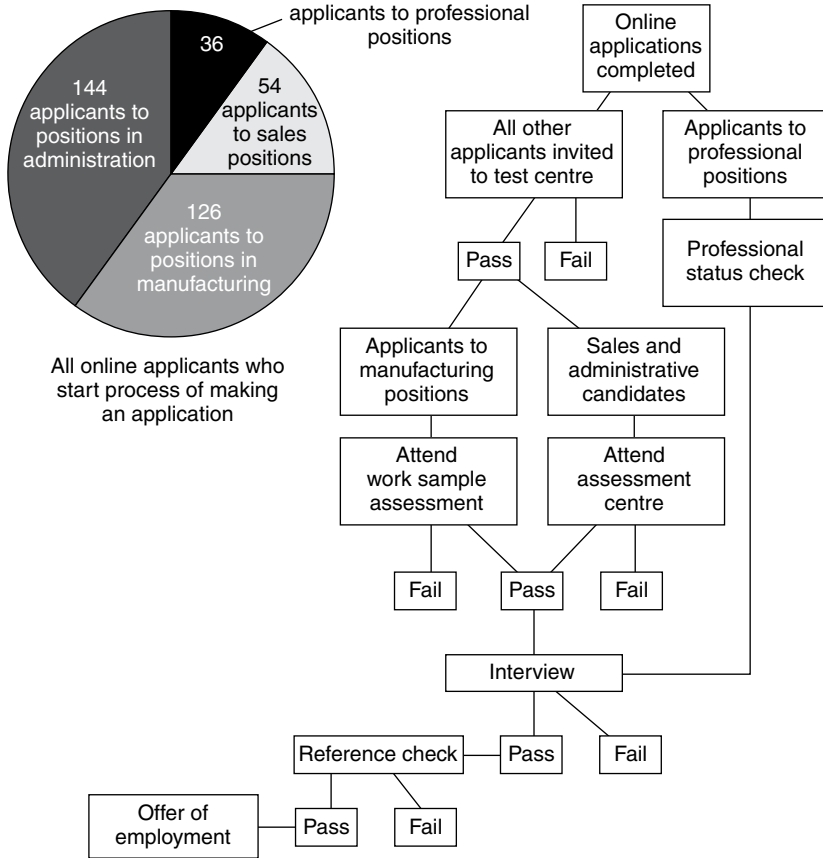 applicants to professional
positions
36
54
applicants
to sales
positions
144
applicants to
positions in
administration
126
applicants to
positions in
manufacturing
All online applicants who
start process of making
an application
Online
applications
completed
All other
applicants invited
to test centre
Applicants to
professional
positions
Pass
Fail
Professional
status check
Applicants to
manufacturing
positions
Sales and
administrative
candidates
Attend
work sample
assessment
Attend
assessment
centre
Fail
Pass
Fail
Interview
Reference check
Pass
Fail
Offer of
employment
Pass
Fail